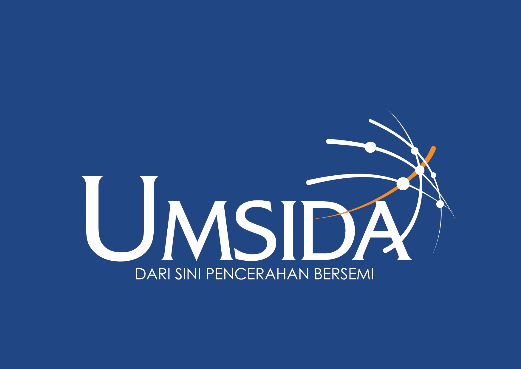 UMSIDA
DARI SINI PENCERAHAN BERSEMI